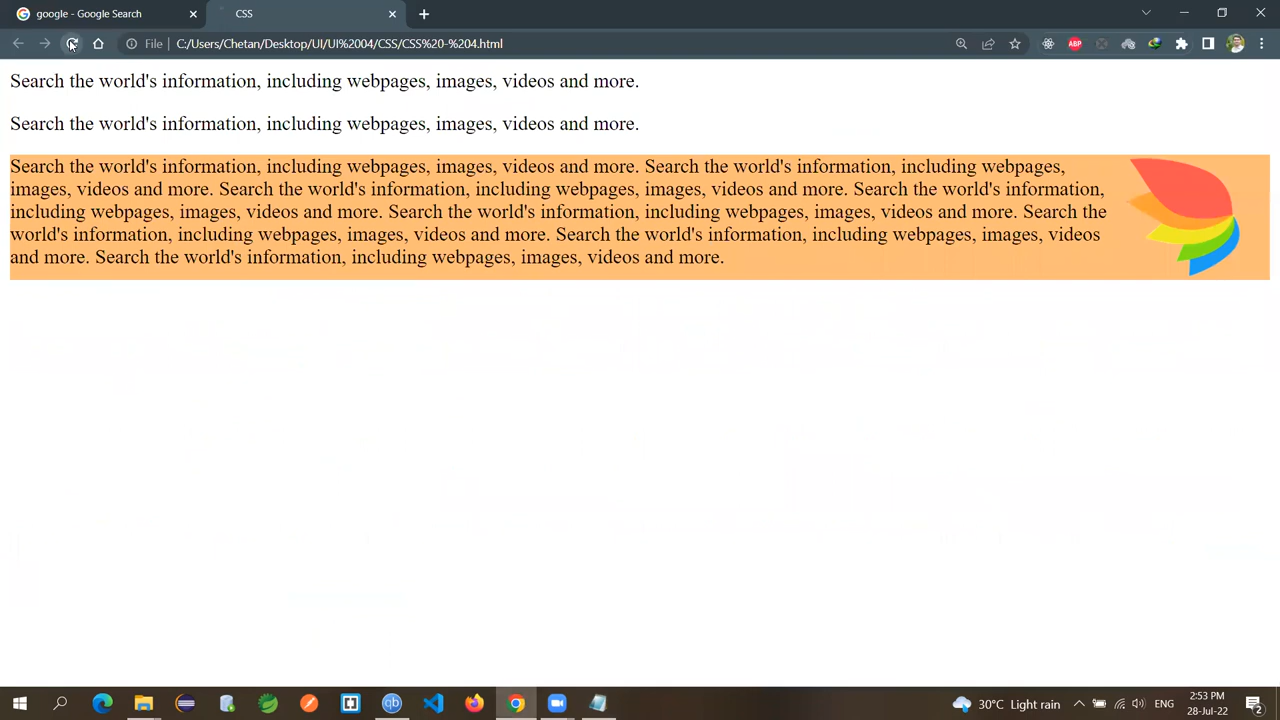 google - Google Search
CSS
File
C:/Users/Chetan/Desktop/UI/UI%2004/CSS/CSS%20-%204.html
ABP
Search the world's information, including webpages, images, videos and more.
Search the world's information, including webpages, images, videos and more.
Search the world's information, including webpages, images, videos and more. Search the world's information, including webpages,
images, videos and more. Search the world's information, including webpages, images, videos and more. Search the world's information,
including webpages, images, videos and more. Search the world's information, including webpages, images, videos and more. Search the
world's information, including webpages, images, videos and more. Search the world's information, including webpages, images, videos
and more. Search the world's information, including webpages, images, videos and more.
qb
30°C Light rain
ENG
2:53 PM
28-Jul-22
2